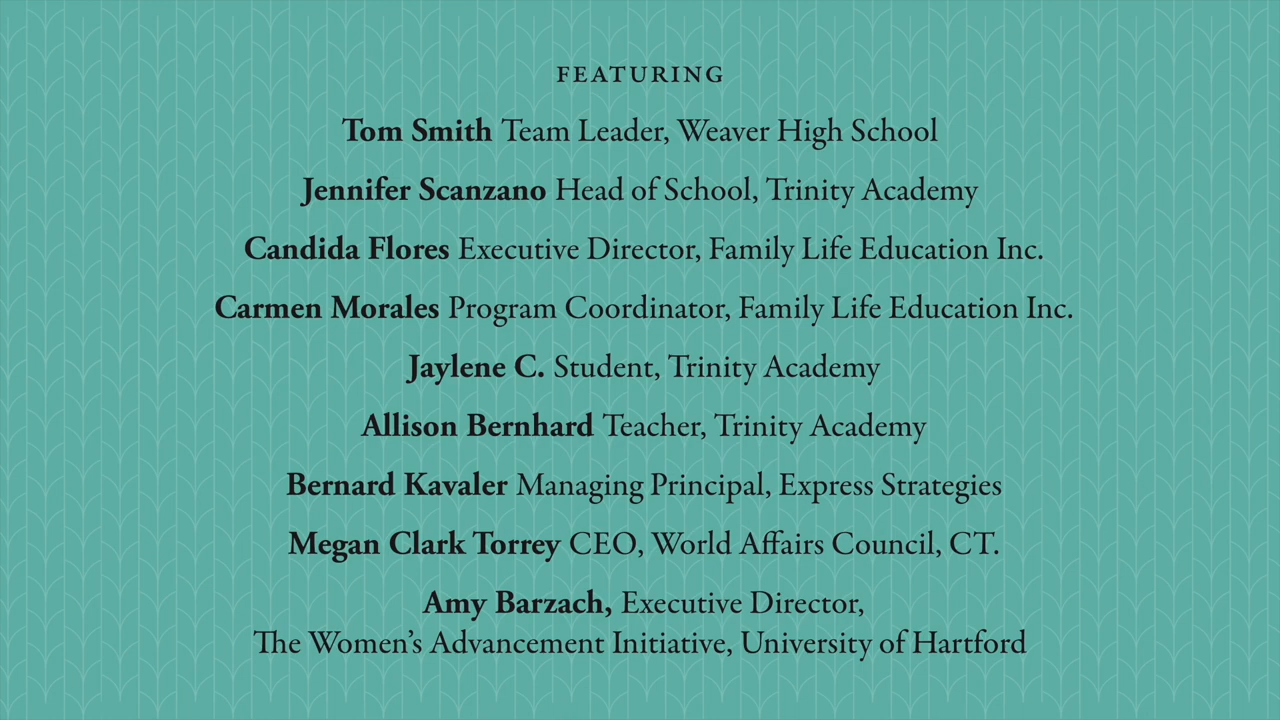 FEATURING
Tom Smith Team Leader, Weaver High School
Jennifer Scanzano Head of School, Trinity Academy
Candida Flores Executive Director, Family Life Education Inc.
Carmen Morales Program Coordinator, Family Life Education Inc.
Jaylene C. Student, Trinity Academy
Allison Bernhard Teacher, Trinity Academy
Bernard Kavaler Managing Principal, Express Strategies
Megan Clark Torrey CEO, World Affairs Council, CT.
Amy Barzach, Executive Director,
The Women’s Advancement Initiative, University of Hartford